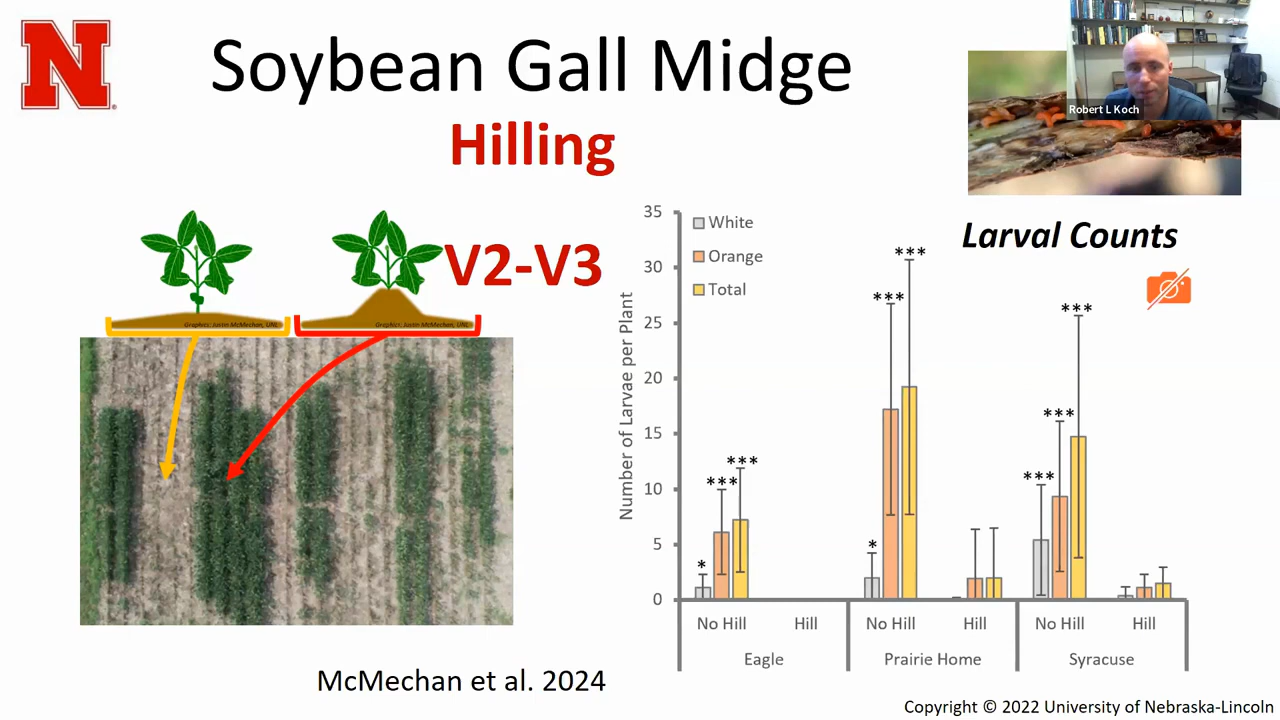 N
Soybean Gall Midge
Hilling
Robert L Koch
V2-V3
Graphics: Justin McMechan, UNL
Graphics: Justin McMechan, UNL
Larval Counts
White
Orange
Total
Number of Larvae per Plant
35
30
25
20
15
10
5
0
*
***
***
*
***
***
***
***
***
No Hill
Hill
No Hill
Hill
No Hill
Hill
Eagle
Prairie Home
Syracuse
McMechan et al. 2024
Copyright © 2022 University of Nebraska-Lincoln